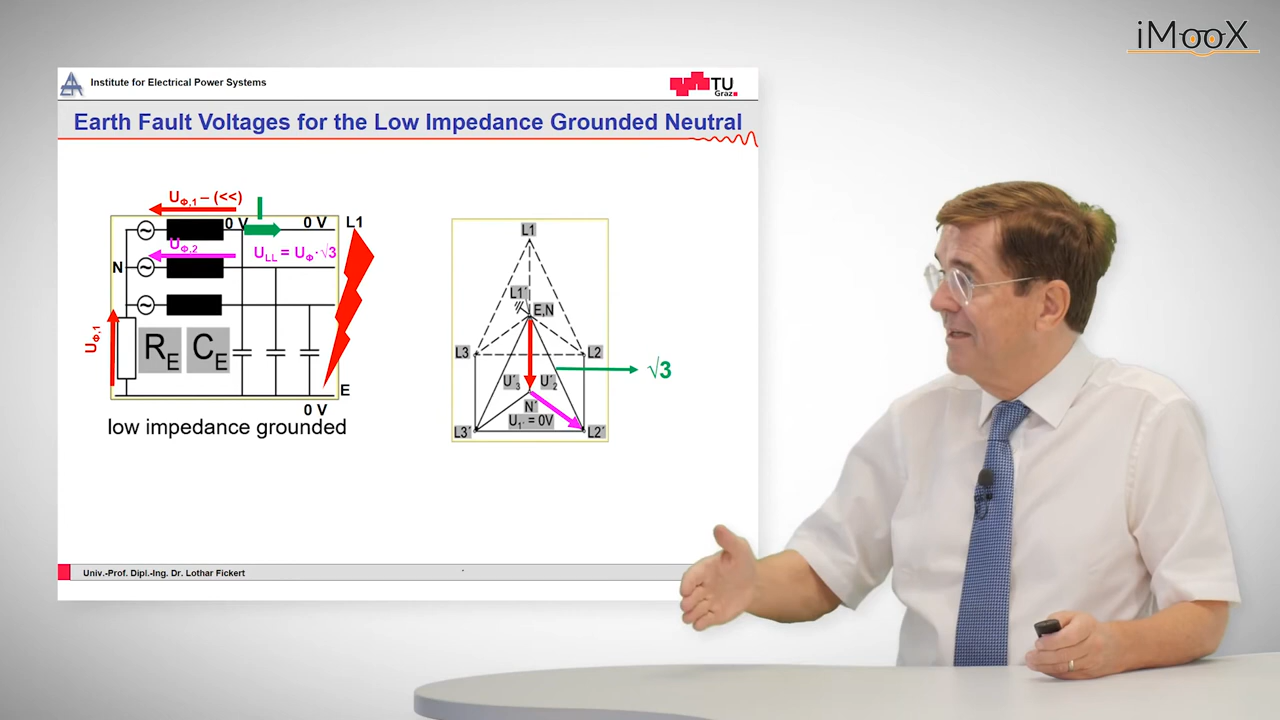 iMooX
Institute for Electrical Power Systems
TU
Graz
Earth Fault Voltages for the Low Impedance Grounded Neutral
UΦ,1 – (<<)
0 V
0 V
L1
UΦ,2
ULL = UΦ·√3
N
UΦ,1
RE
CE
E
0 V
low impedance grounded
L1
L1´
E,N
L3
L2
√3
U´3
U´2
N´
U1´ = 0V
L3´
L2´
Univ.-Prof. Dipl.-Ing. Dr. Lothar Fickert